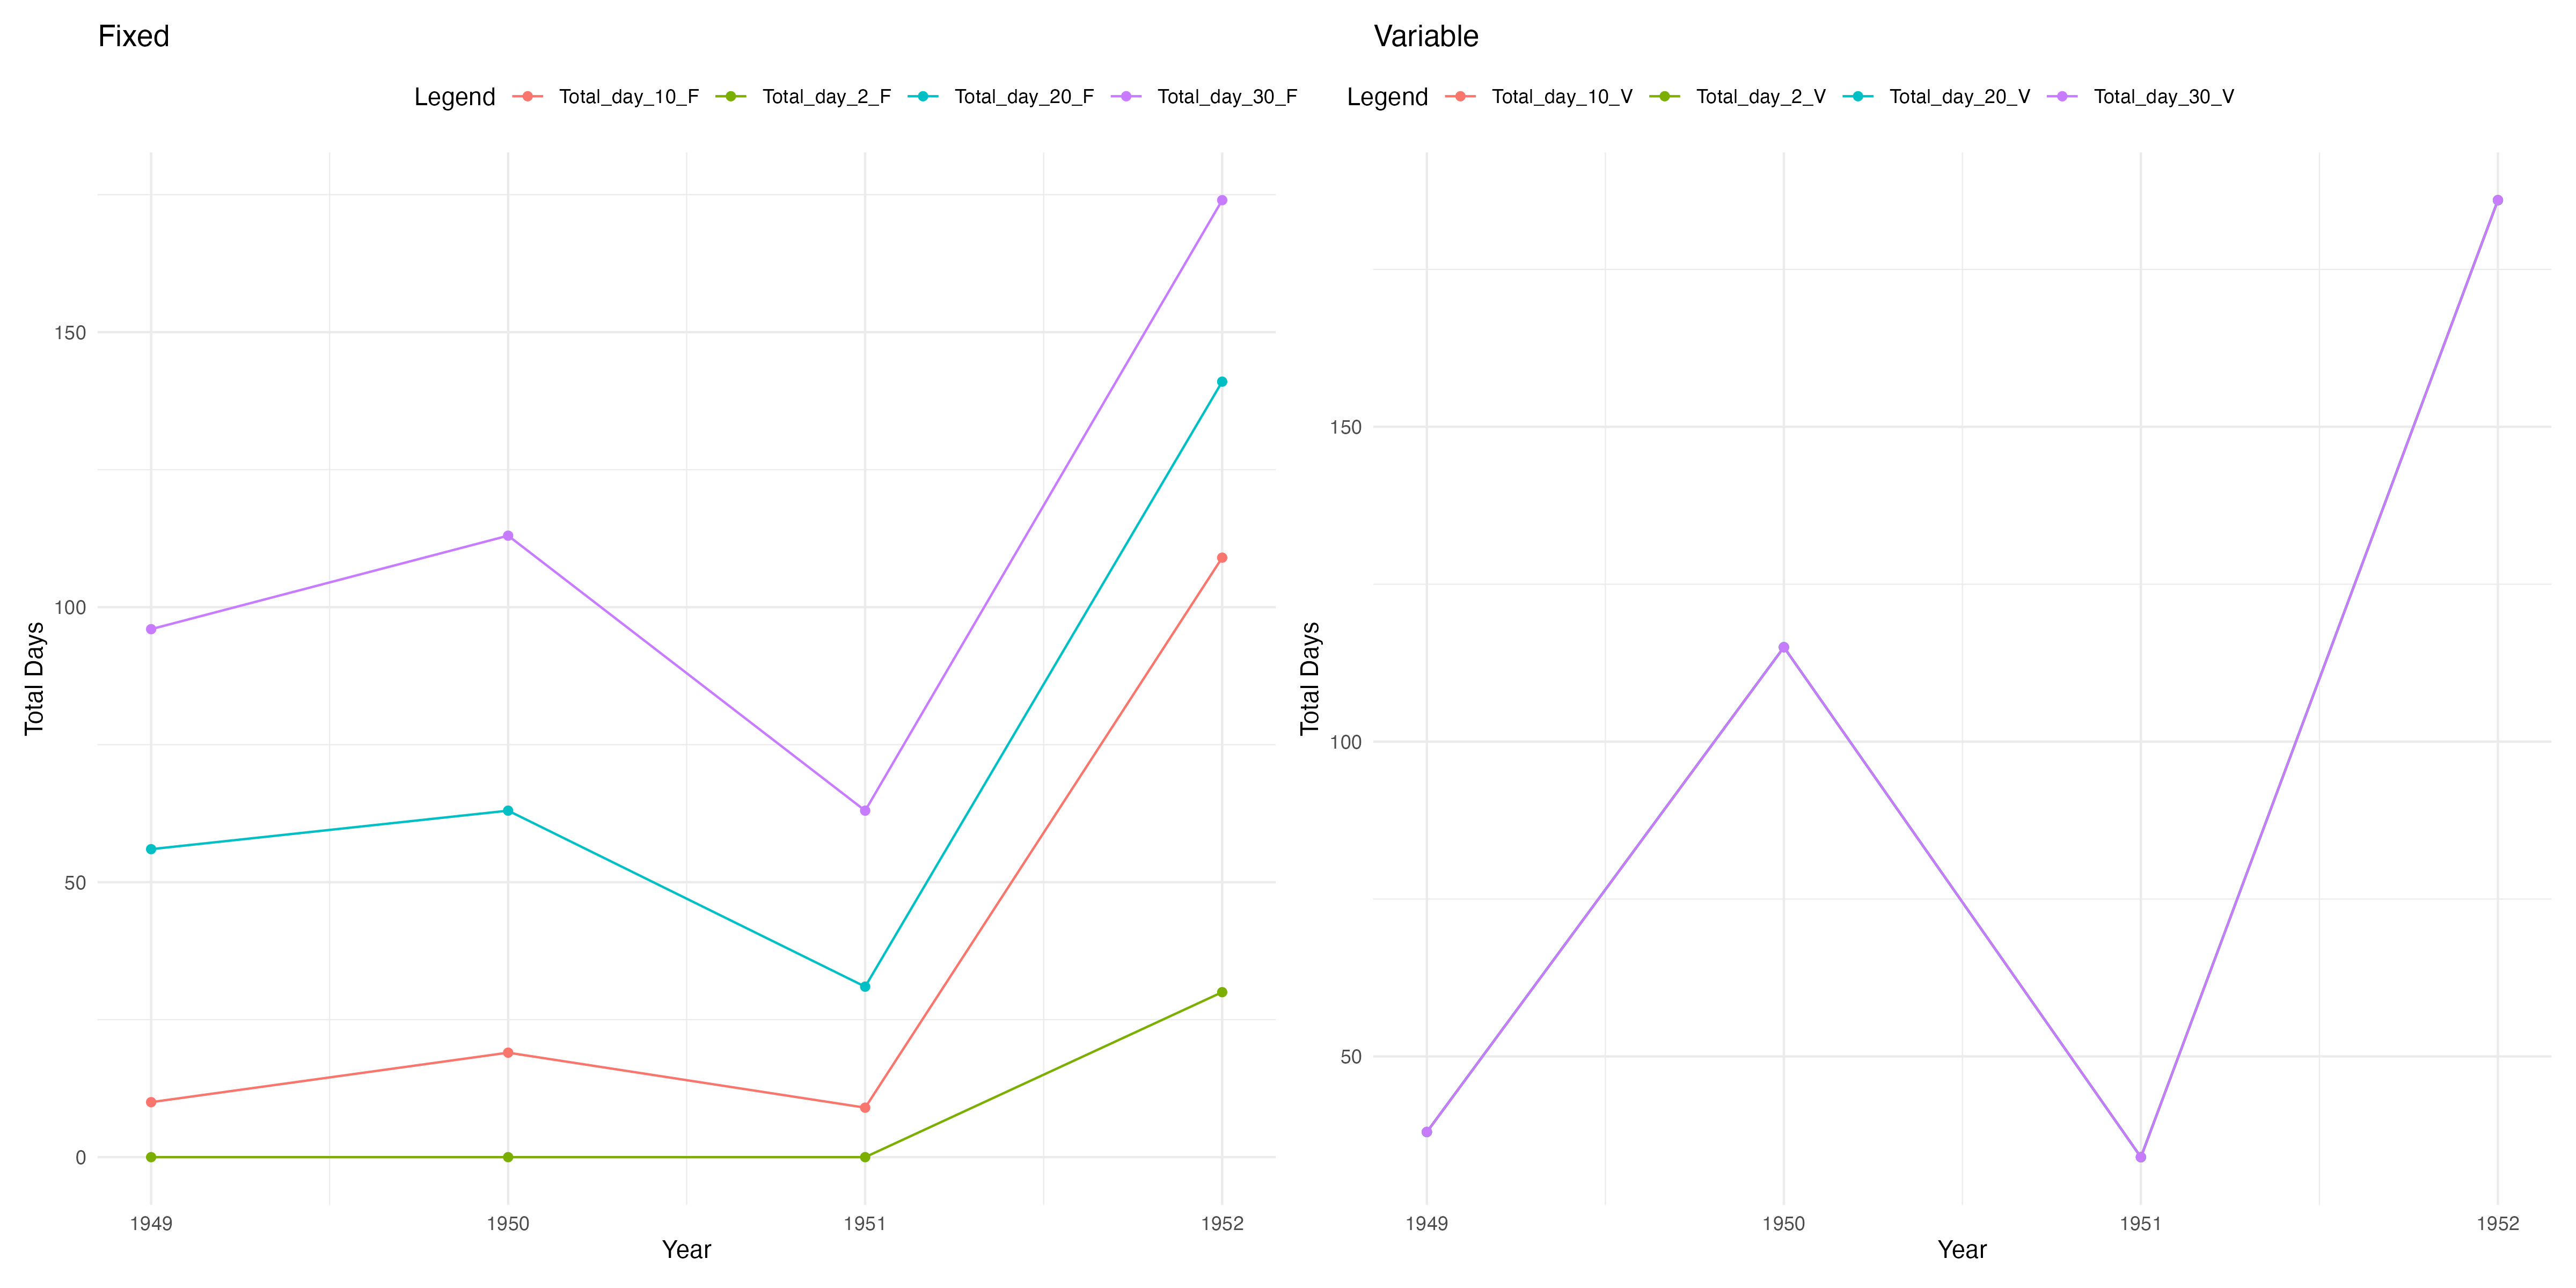 Fixed
Legend Total_day_10_F Total_day_2_F Total_day_20_F Total_day_30_F
150
100
50
0
Total Days
1949 1950 1951 1952
Year
Variable
Legend Total_day_10_V Total_day_2_V Total_day_20_V Total_day_30_V
150
100
50
Total Days
1949 1950 1951 1952
Year